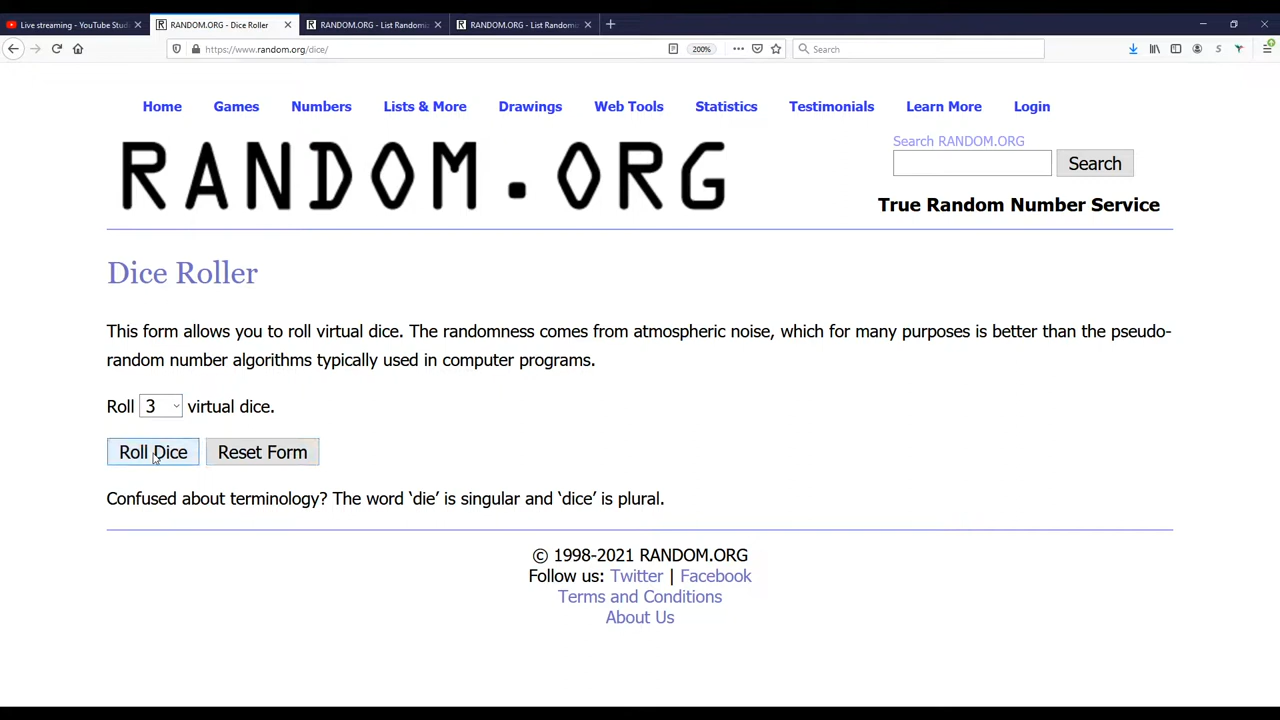 Live streaming - YouTube Stud
RANDOM.ORG - Dice Roller
RANDOM.ORG - List Randomi
RANDOM.ORG - List Randomi
https://www.random.org/dice/
200%
Search
Home Games Numbers Lists & More Drawings Web Tools Statistics Testimonials Learn More Login
RANDOM.ORG
Search RANDOM.ORG
Search
True Random Number Service
Dice Roller
This form allows you to roll virtual dice. The randomness comes from atmospheric noise, which for many purposes is better than the pseudo-
random number algorithms typically used in computer programs.
Roll 3 virtual dice.
Roll Dice Reset Form
Confused about terminology? The word ‘die’ is singular and ‘dice’ is plural.
© 1998-2021 RANDOM.ORG
Follow us: Twitter | Facebook
Terms and Conditions
About Us